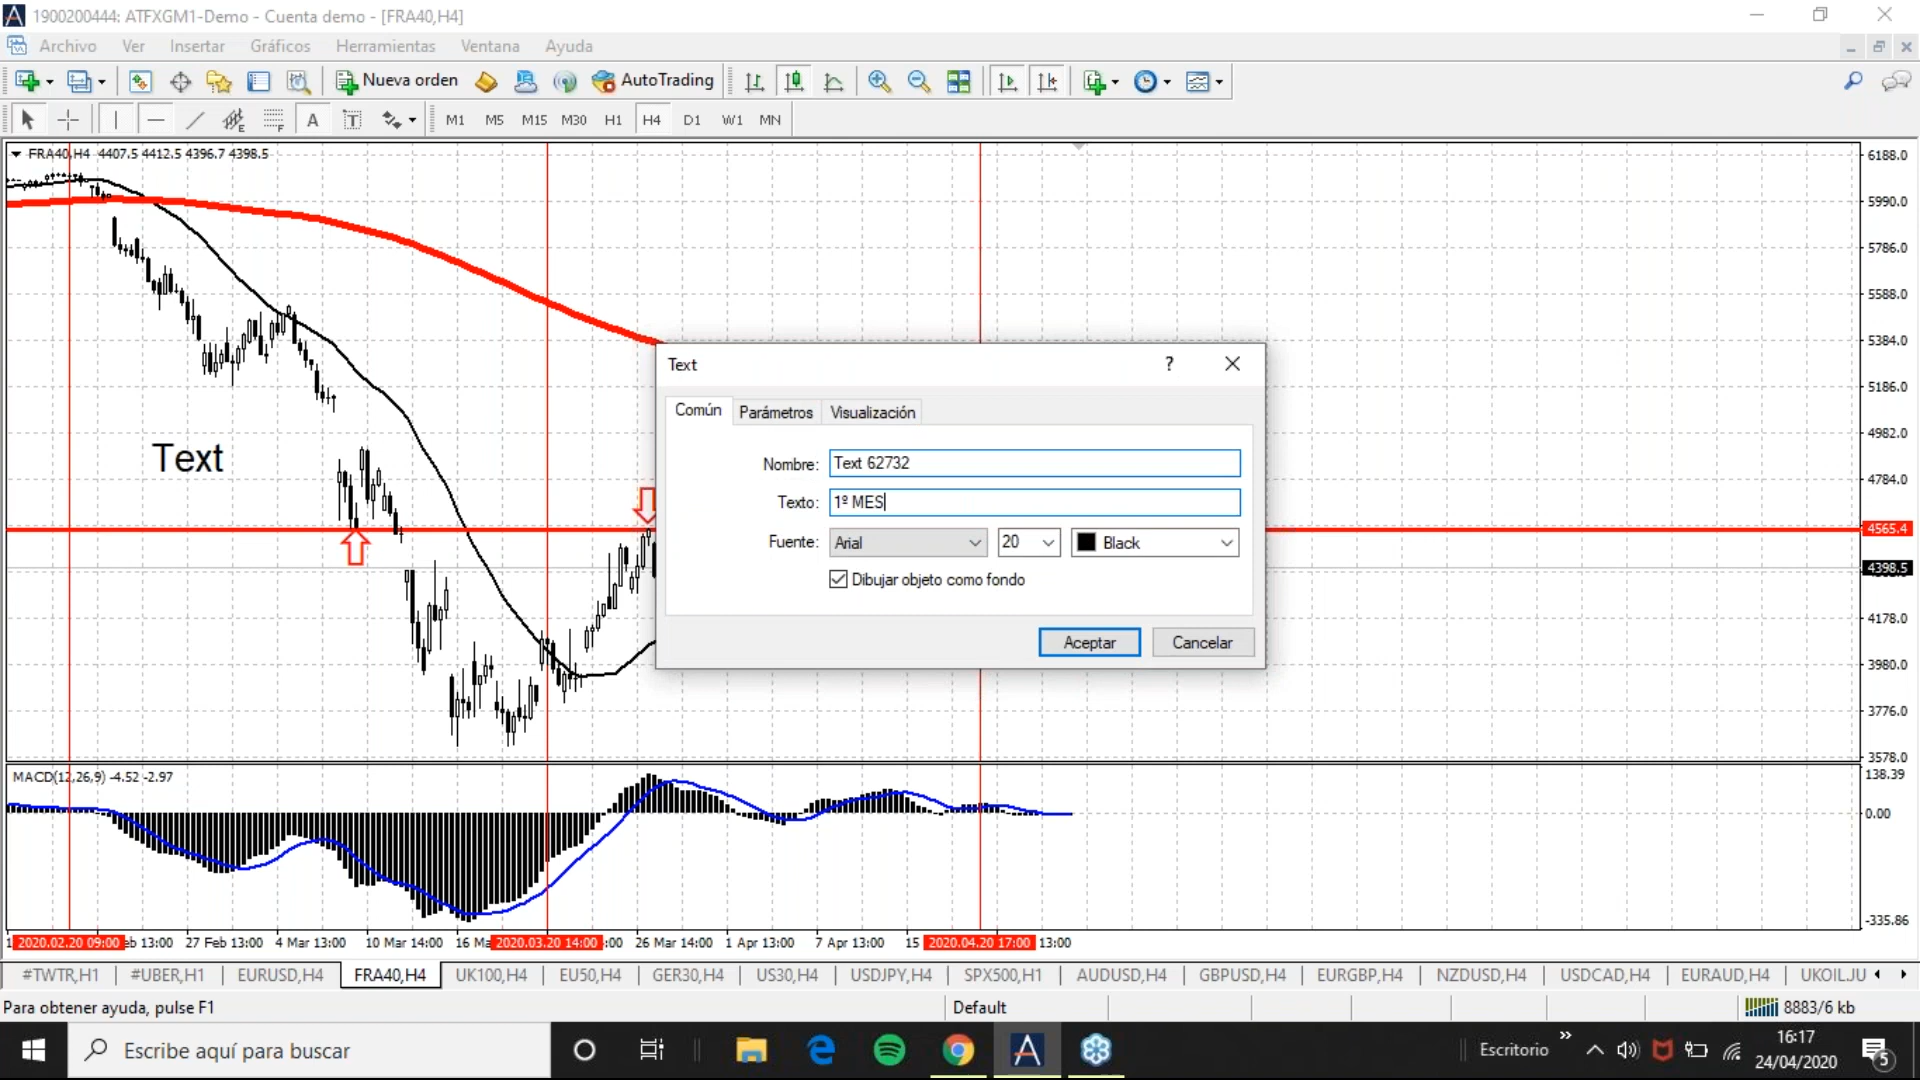 1900200444: ATFXGM1-Demo - Cuenta demo - [FRA40,H4]
Archivo Ver Insertar Gráficos Herramientas Ventana Ayuda
Nueva orden AutoTrading
A T M1 M5 M15 M30 H1 H4 D1 W1 MN
FRA40,H4 4407.5 4412.5 4396.7 4398.5
6188.0
5990.0
5786.0
5588.0
5384.0
5186.0
4982.0
4784.0
4565.4
4398.5
4178.0
3980.0
3776.0
3578.0
Text
Text ? 
Común Parámetros Visualización
Nombre: Text 62732
Texto: 1º MES
Fuente: Arial 20 Black
Dibujar objeto como fondo
Aceptar Cancelar
MACD(12,26,9) -4.52 -2.97
138.39
0.00
-335.86
2020.02.20 09:00 eb 13:00 27 Feb 13:00 4 Mar 13:00 10 Mar 14:00 16 Ma 2020.03.20 14:00 :00 26 Mar 14:00 1 Apr 13:00 7 Apr 13:00 15 2020.04.20 17:00 13:00
#TWTR,H1 #UBER,H1 EURUSD,H4 FRA40,H4 UK100,H4 EU50,H4 GER30,H4 US30,H4 USDJPY,H4 SPX500,H1 AUDUSD,H4 GBPUSD,H4 EURGBP,H4 NZDUSD,H4 USDCAD,H4 EURAUD,H4 UKOIL.JU
Para obtener ayuda, pulse F1 Default 8883/6 kb
Escribe aquí para buscar Escritorio 16:17
24/04/2020 5